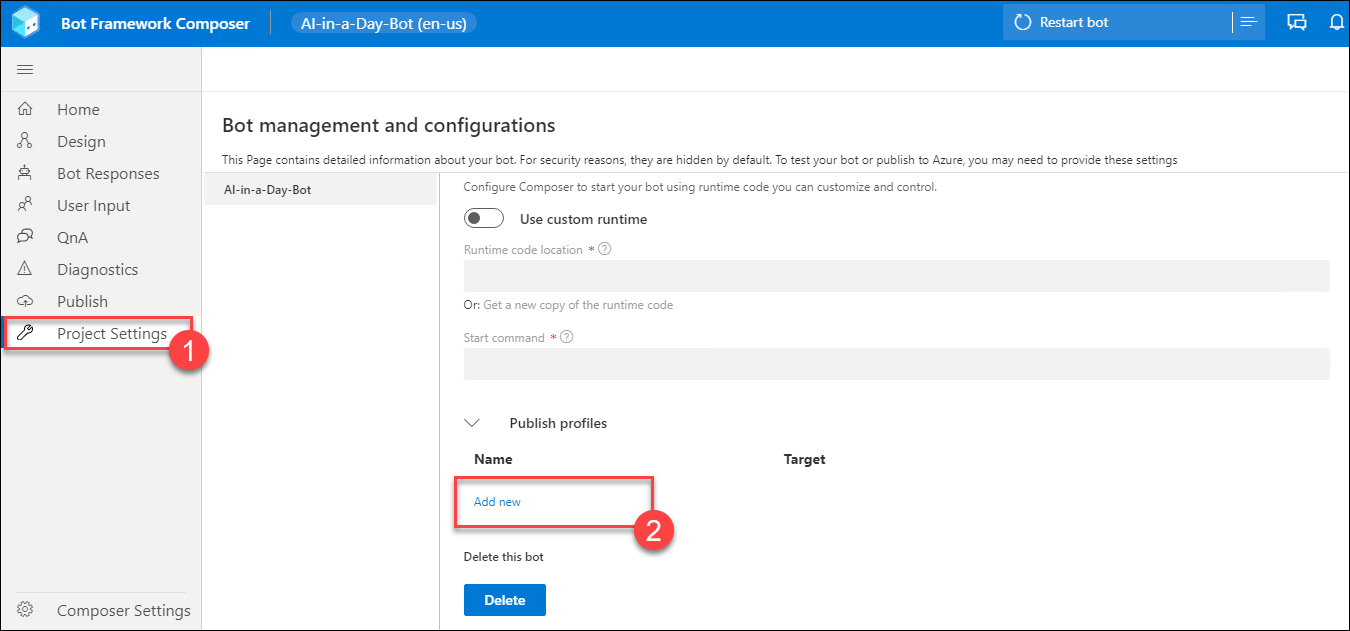 Bot Framework Composer
AI-in-a-Day-Bot (en-us)
Restart bot
Home
Design
Bot Responses
User Input
QnA
Diagnostics
Publish
Project Settings
1
Composer Settings
Bot management and configurations
This Page contains detailed information about your bot. For security reasons, they are hidden by default. To test your bot or publish to Azure, you may need to provide these settings
AI-in-a-Day-Bot
Configure Composer to start your bot using runtime code you can customize and control.
Use custom runtime
Runtime code location * ?
Or: Get a new copy of the runtime code
Start command * ?
Publish profiles
Name Target
Add new
2
Delete this bot
Delete